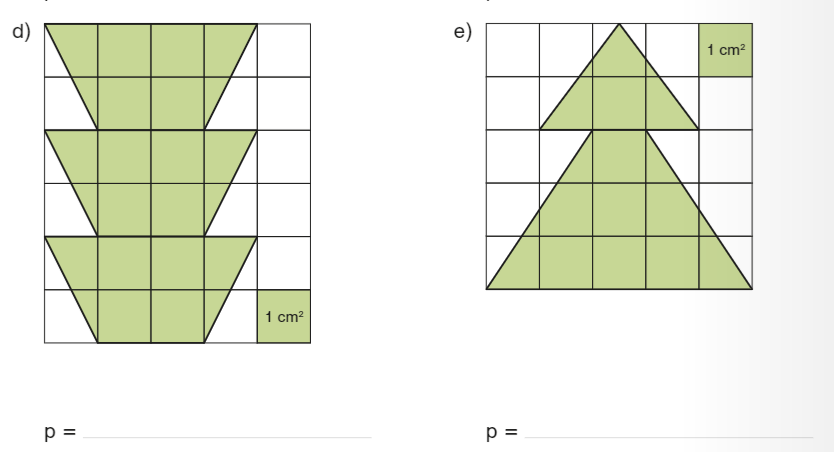 d)
1 cm²
p =
e)
1 cm²
p =